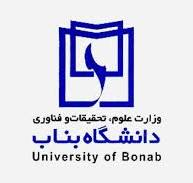 وزارت علوم، تحقیقات و فناوری
دانشگاه بناب
University of Bonab